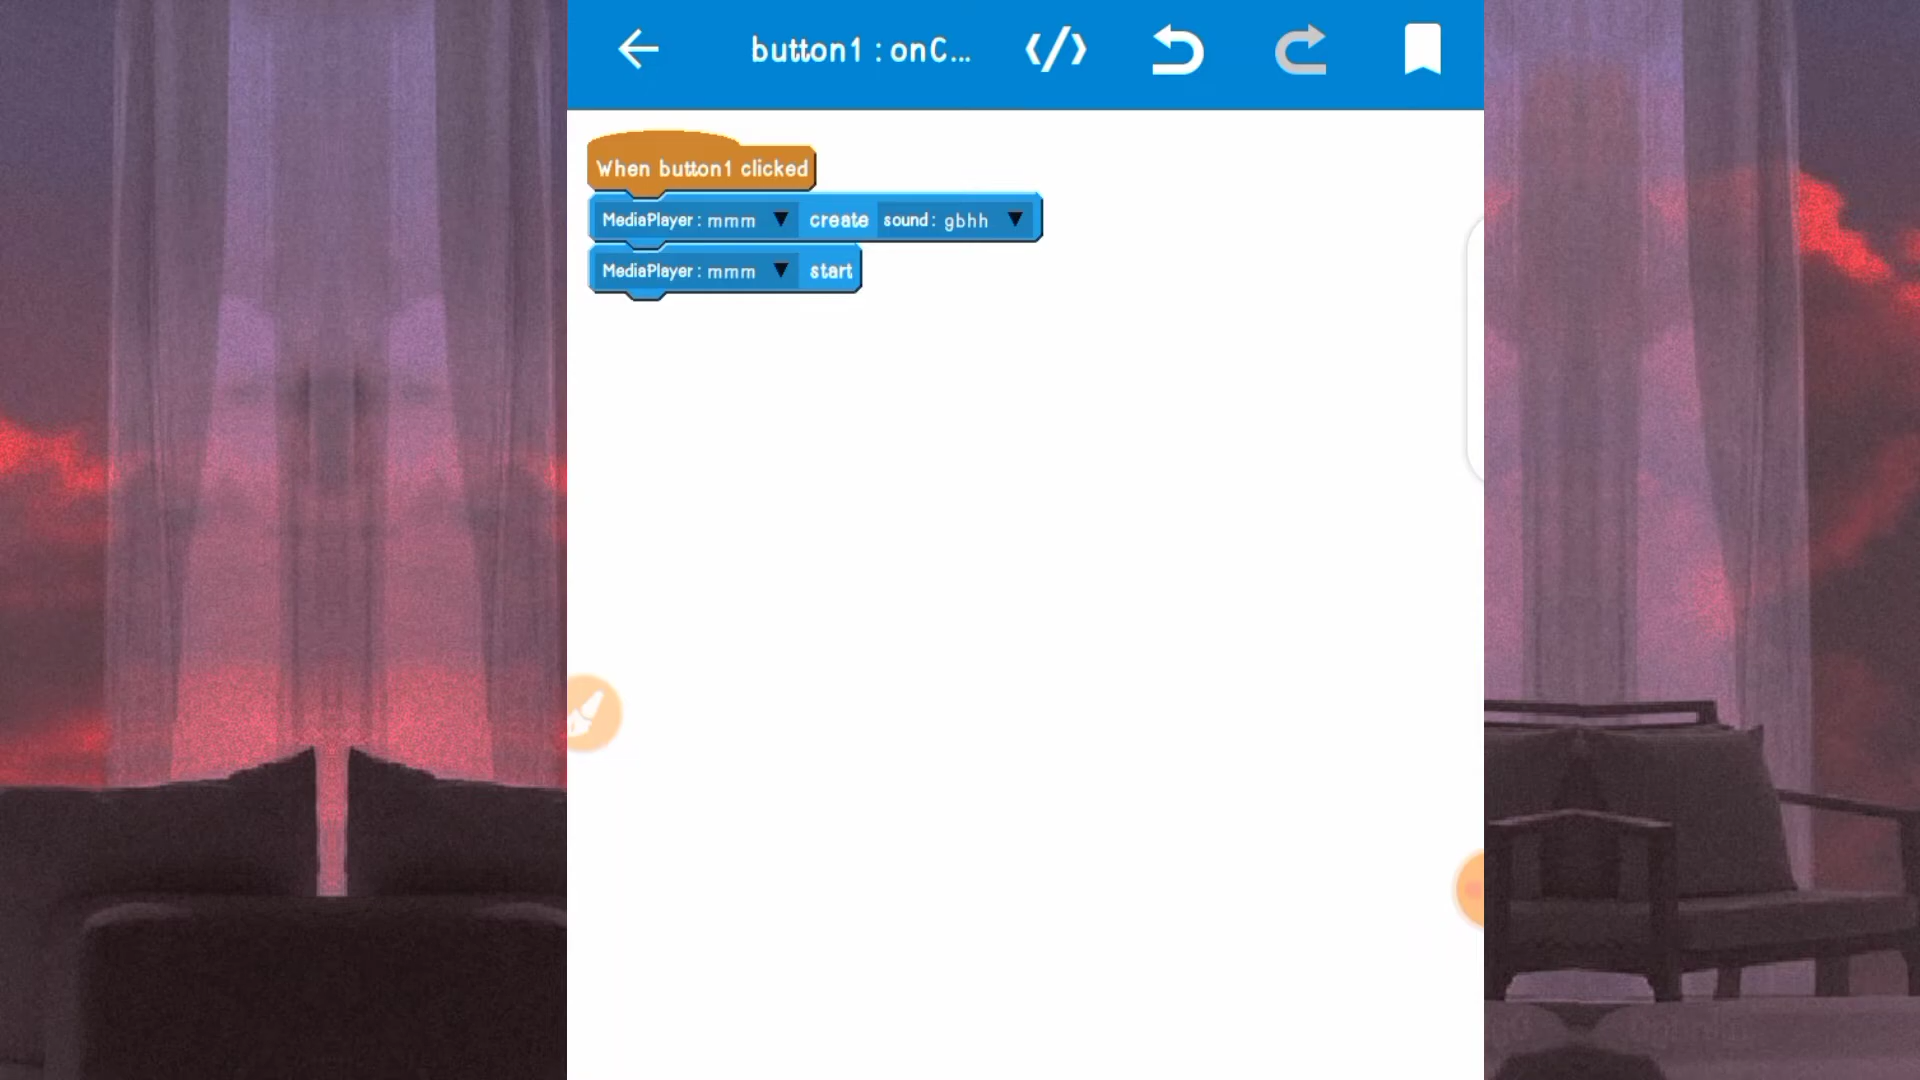 button1 : onC...
When button1 clicked
MediaPlayer : mmm create sound : gbhh
MediaPlayer : mmm start